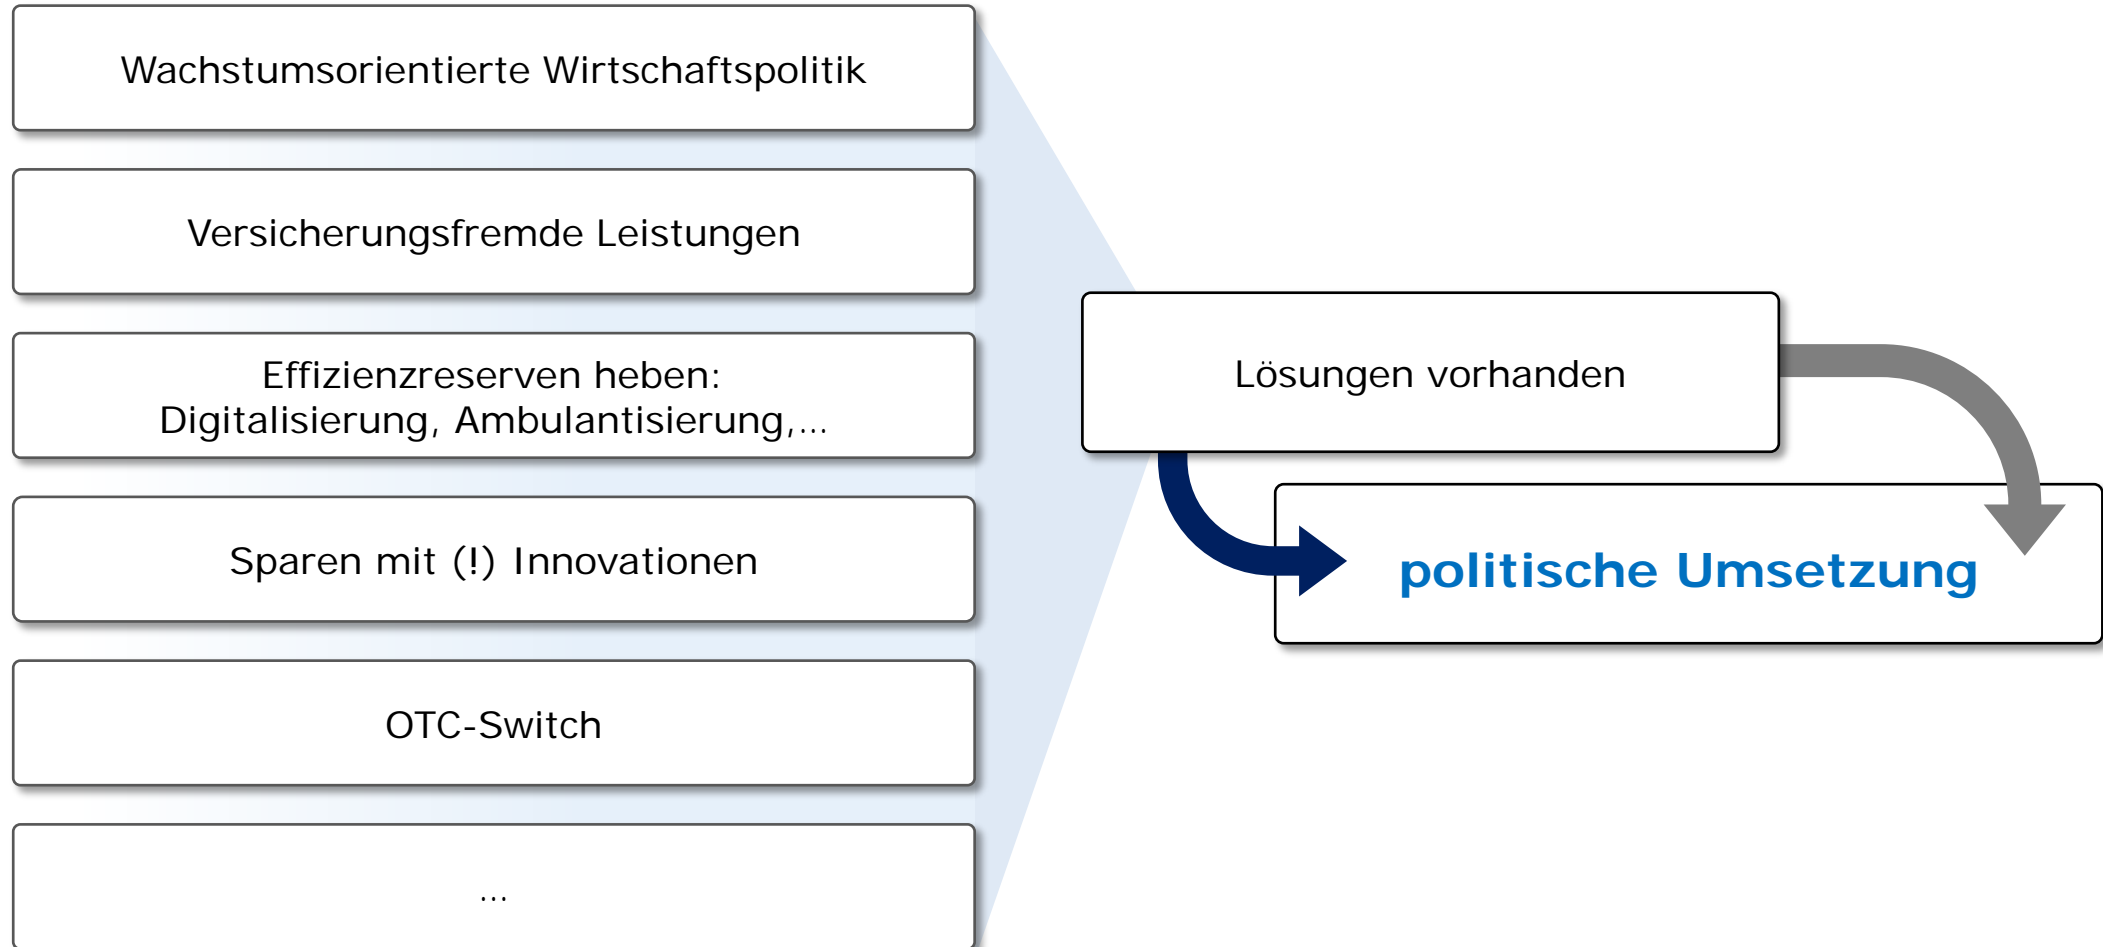 Wachstumsorientierte Wirtschaftspolitik
Versicherungsfremde Leistungen
Effizienzreserven heben:
Digitalisierung, Ambulantisierung,…
Sparen mit (!) Innovationen
OTC-Switch
…
Lösungen vorhanden
politische Umsetzung